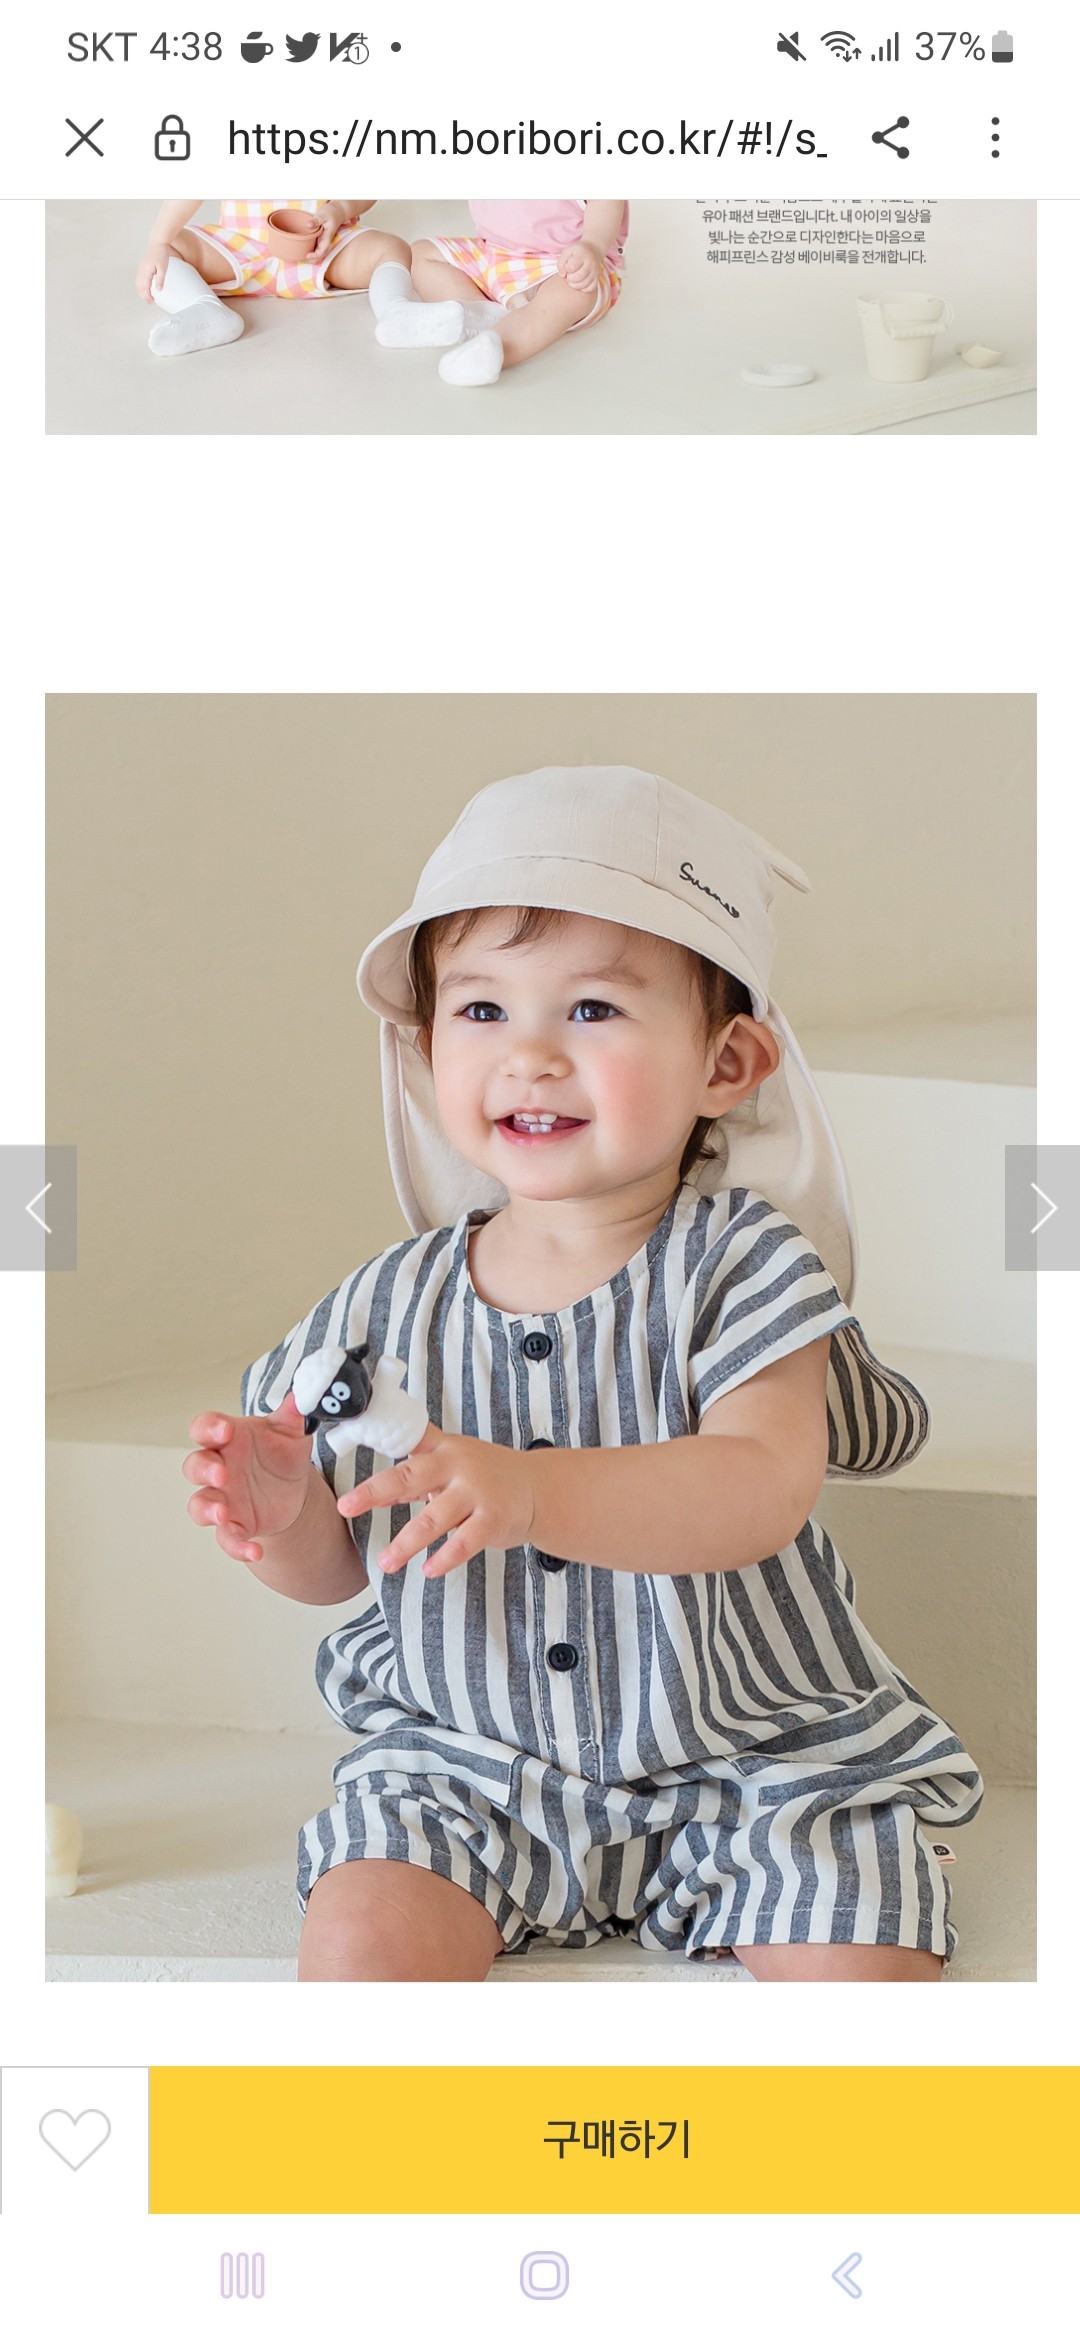 SKT 4:38
37%
https://nm.boribori.co.kr/#!/s_
유아 패션 브랜드입니다t. 내 아이의 일상을
빛나는 순간으로 디자인한다는 마음으로
해피프린스 감성 베이비룩을 전개합니다.
구매하기